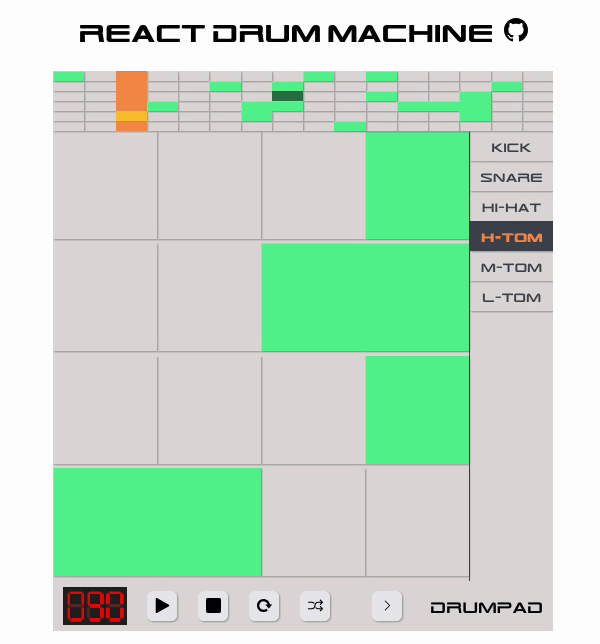 REACT DRUM MACHINE
KICK
SNARE
HI-HAT
H-TOM
M-TOM
L-TOM
090
DRUMPAD